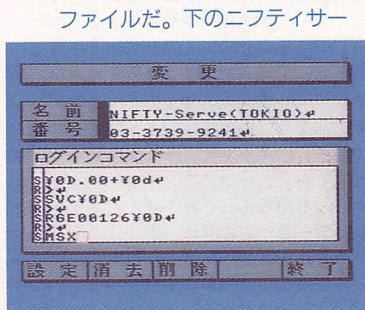 ファイルだ。下のニフティサー
変 更
名 前 NIFTY-Serve(TOKIO)↵
番 号 03-3739-9241↵
ログインコマンド
S¥0D.00+¥0d↵
R>↵
SSVC¥0D↵
R>↵
SRGE00126¥0D↵
R>↵
SMSX
設 定 消 去 削 除 終 了